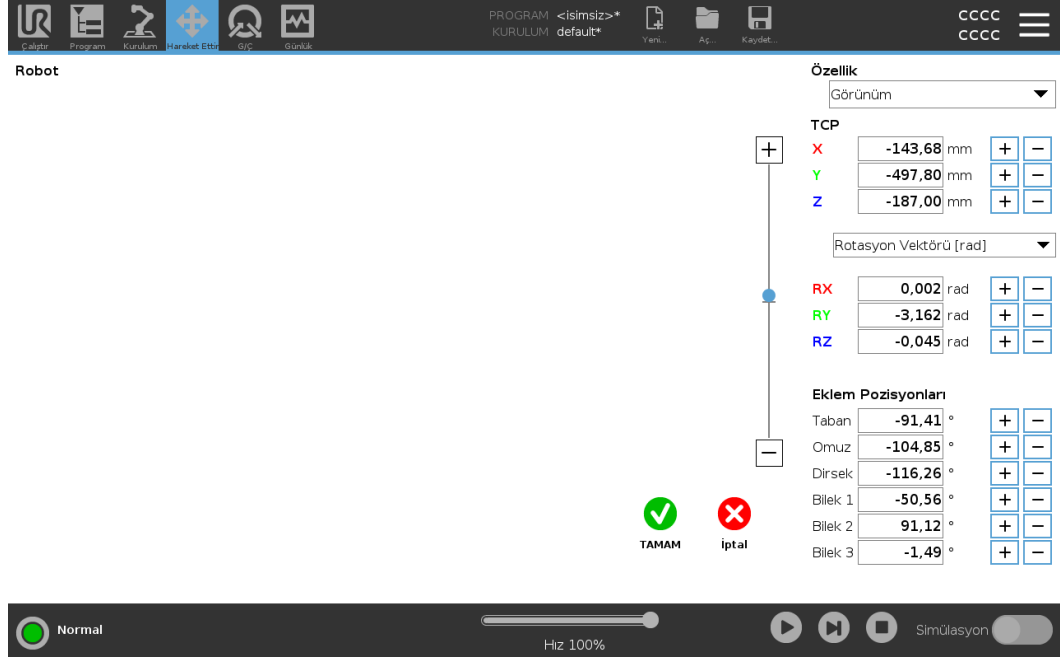 PROGRAM <isimsiz>*
KURULUM default*
Çalıştır Program Kurulum Hareket Ettir G/Ç Günlük
Yeni... Aç... Kaydet...
CCCC
CCCC
Robot
Özellik
Görünüm
TCP
X -143,68 mm + −
Y -497,80 mm + −
Z -187,00 mm + −
Rotasyon Vektörü [rad]
RX 0,002 rad + −
RY -3,162 rad + −
RZ -0,045 rad + −
Eklem Pozisyonları
Taban -91,41 ° + −
Omuz -104,85 ° + −
Dirsek -116,26 ° + −
Bilek 1 -50,56 ° + −
Bilek 2 91,12 ° + −
Bilek 3 -1,49 ° + −
TAMAM İptal
Normal
Hız 100%
Simülasyon